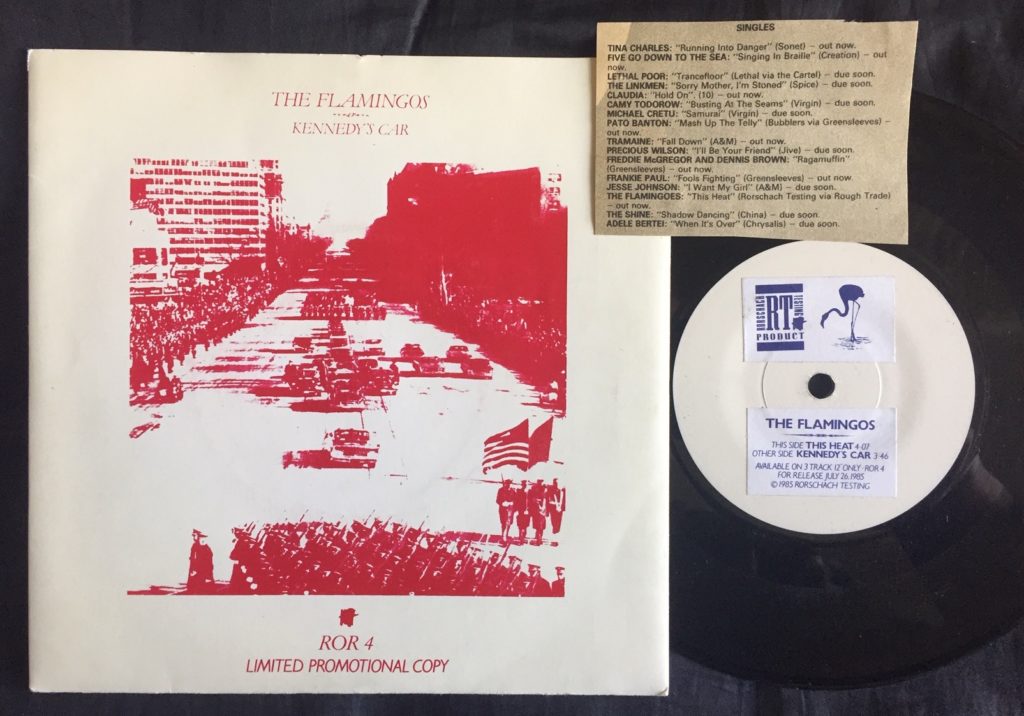 THE FLAMINGOS
KENNEDY'S CAR
ROR 4
LIMITED PROMOTIONAL COPY
SINGLES
TINA CHARLES: "Running Into Danger" (Sonet) — out now.
FIVE GO DOWN TO THE SEA: "Singing In Braille" (Creation) — out
now.
LETHAL POOR: "Trancefloor" (Lethal via the Cartel) — due soon.
THE LINKMEN: "Sorry Mother, I'm Stoned" (Spice) — due soon.
CLAUDIA: "Hold On". (10) — out now.
CAMY TODOROW: "Busting At The Seams" (Virgin) — due soon.
MICHAEL CRETU: "Samurai" (Virgin) — due soon.
PATO BANTON: "Mash Up The Telly" (Bubblers via Greensleeves) —
out now.
TRAMAINE: "Fall Down" (A&M) — out now.
PRECIOUS WILSON: "I'll Be Your Friend" (Jive) — due soon.
FREDDIE McGREGOR AND DENNIS BROWN: "Ragamuffin"
(Greensleeves) — out now.
FRANKIE PAUL: "Fools Fighting" (Greensleeves) — out now.
JESSE JOHNSON: "I Want My Girl" (A&M) — due soon.
THE FLAMINGOES: "This Heat" (Rorschach Testing via Rough Trade)
— out now.
THE SHINE: "Shadow Dancing" (China) — due soon.
ADELE BERTEI: "When It's Over" (Chrysalis) — due soon.
RORSCHACH
RT
TESTING
PRODUCT
THE FLAMINGOS
THIS SIDE THIS HEAT 4·07
OTHER SIDE KENNEDY'S CAR 3·46
AVAILABLE ON 3 TRACK 12" ONLY · ROR 4
FOR RELEASE JULY 26.1985
© 1985 RORSCHACH TESTING